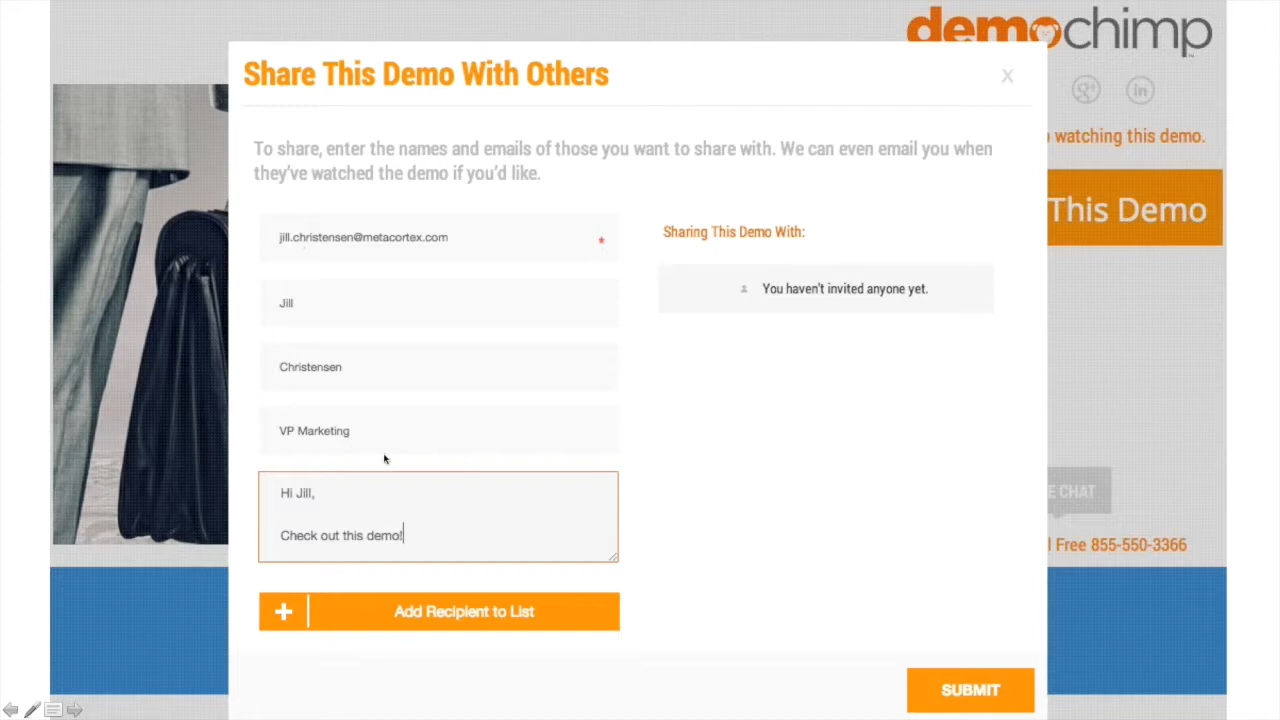 demochimp
Share This Demo With Others
X
g+
in
To share, enter the names and emails of those you want to share with. We can even email you when
they've watched the demo if you'd like.
watching this demo.
This Demo
jill.christensen@metacortex.com
*
Sharing This Demo With:
Jill
You haven't invited anyone yet.
Christensen
VP Marketing
Hi Jill,
Check out this demo!
E CHAT
Free 855-550-3366
+
Add Recipient to List
SUBMIT